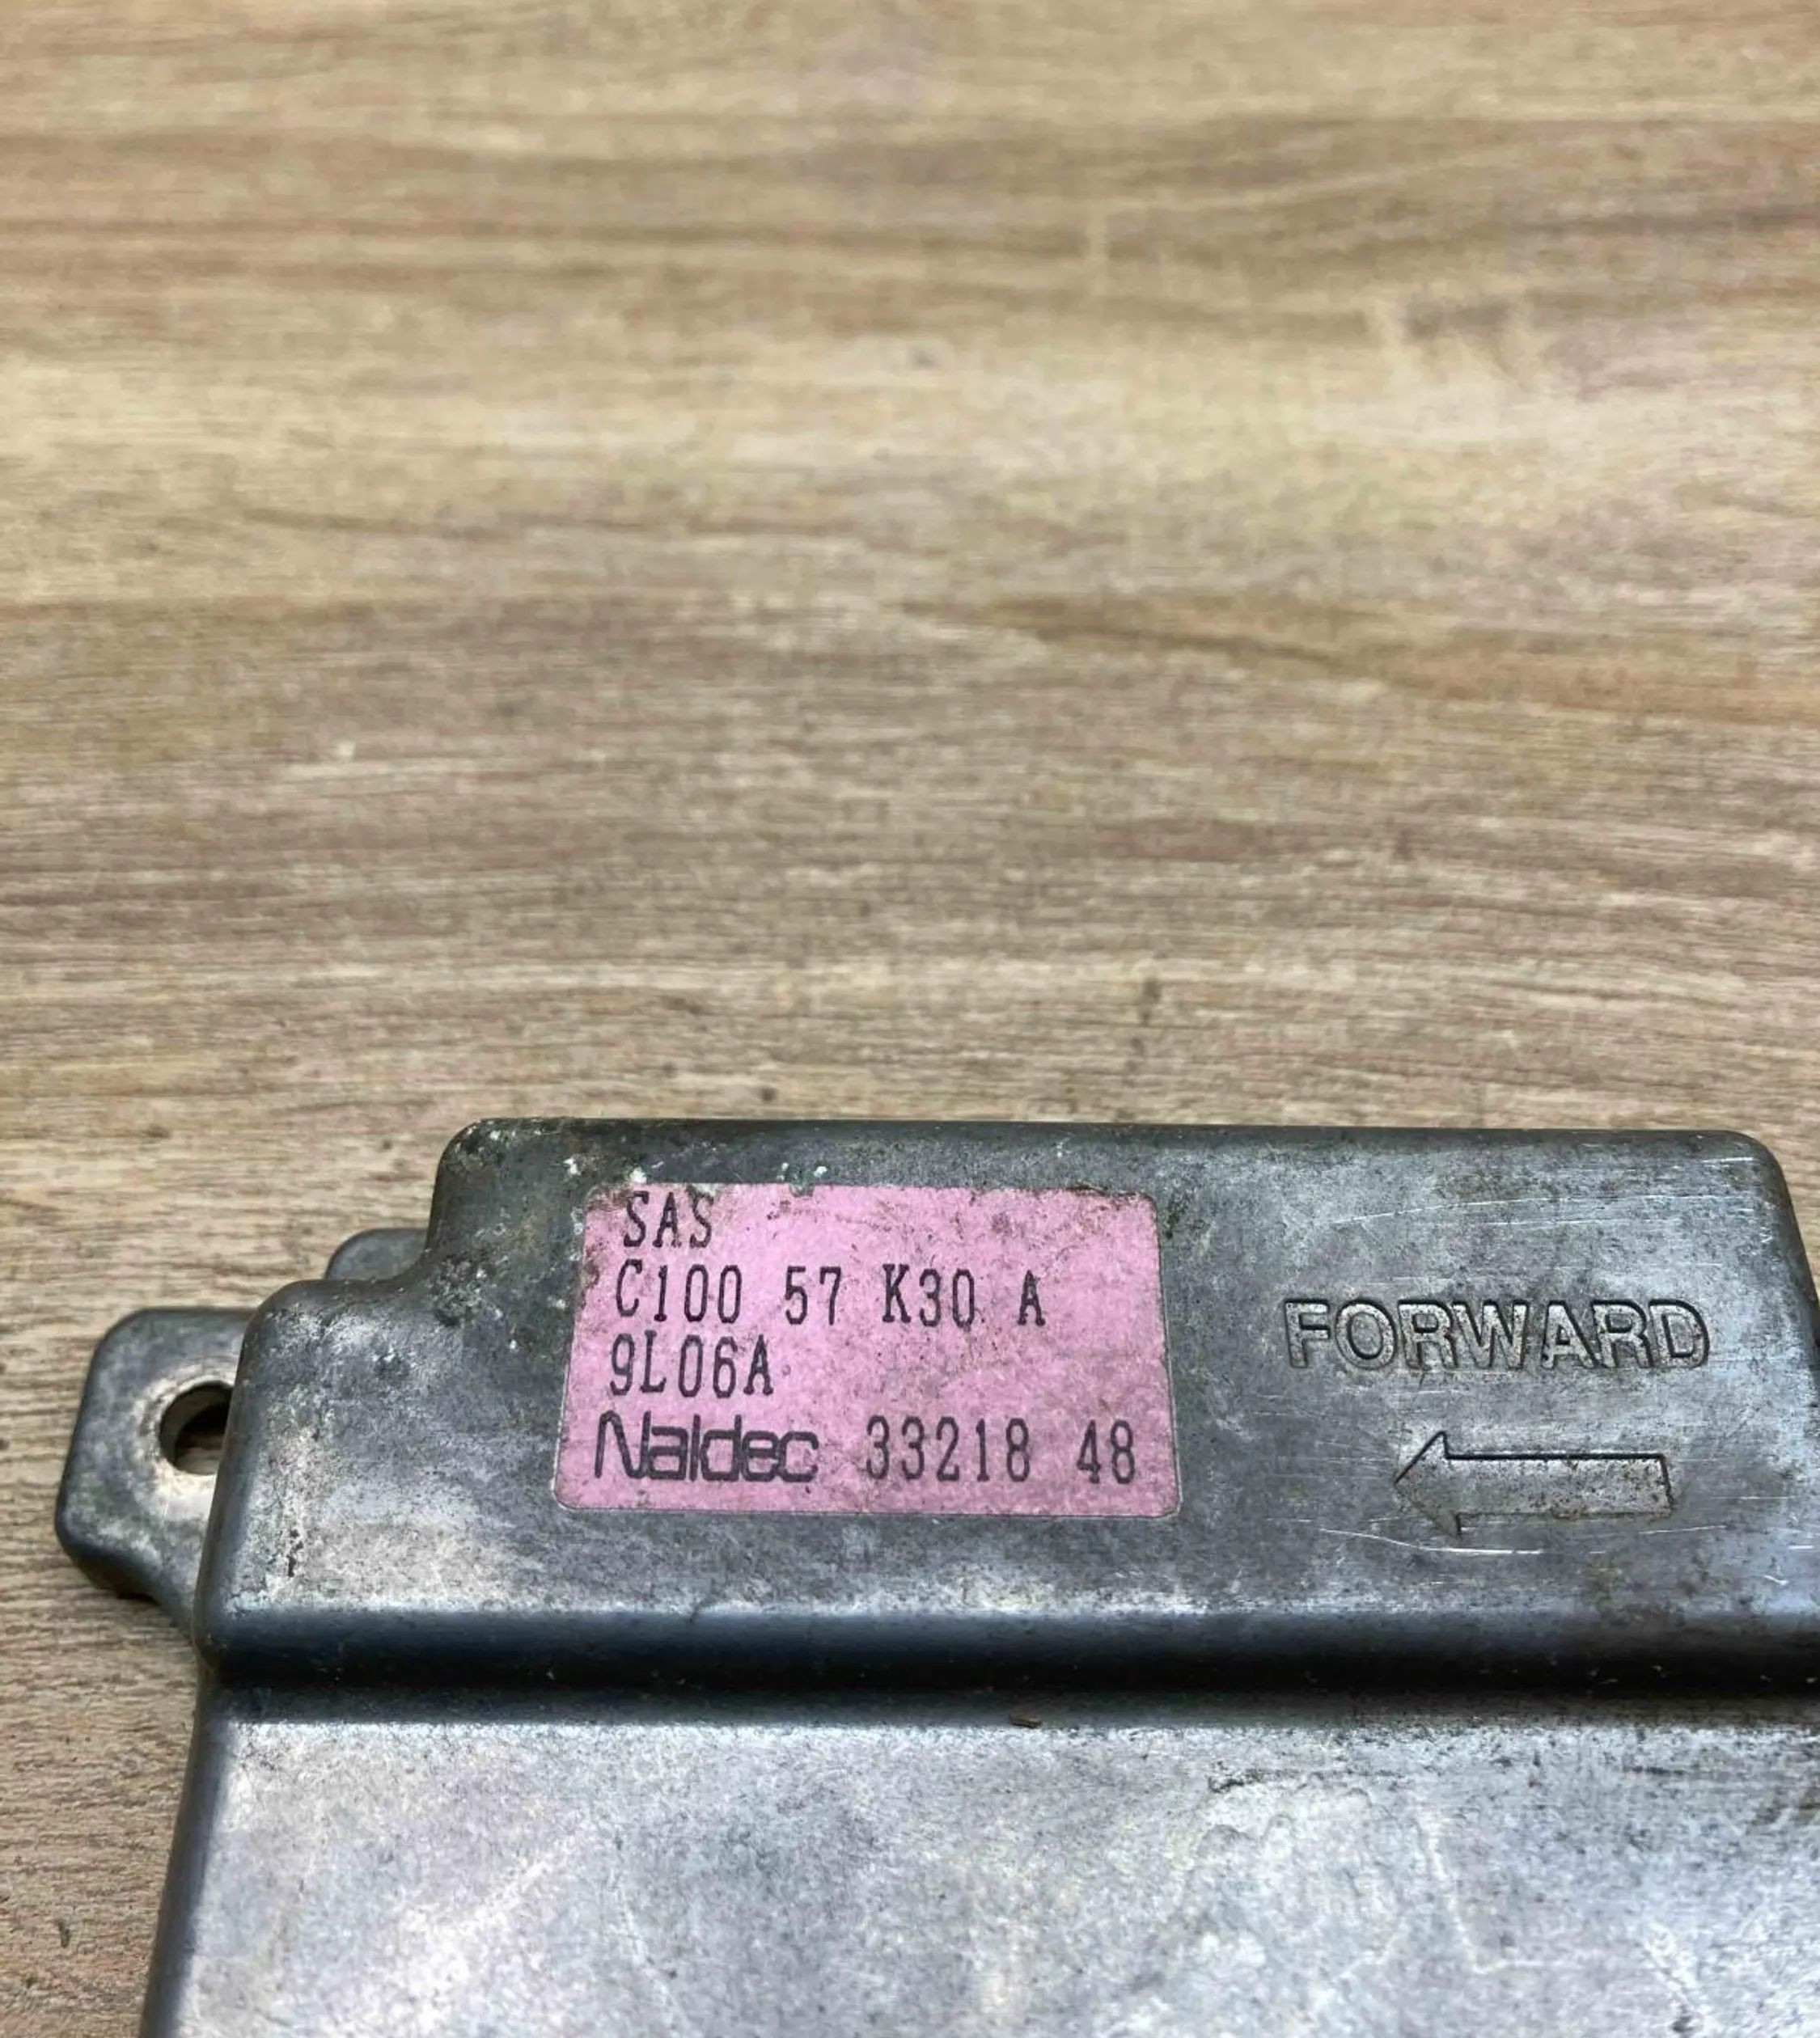 SAS
C100 57 K30 A
9L06A
Naldec 33218 48
FORWARD